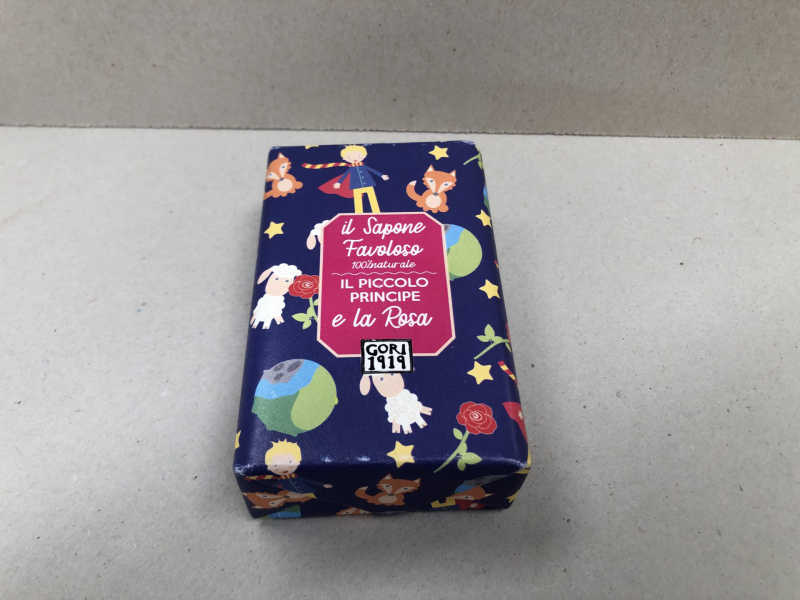 il Sapone
Favoloso
100%naturale
IL PICCOLO
PRINCIPE
e la Rosa
GORI
1919